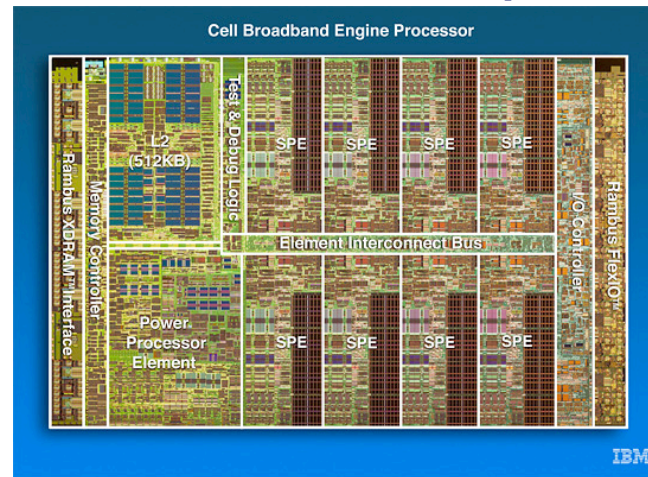 Cell Broadband Engine Processor
Rambus XDRAM™ Interface
Memory Controller
L2
(512KB)
Test & Debug Logic
SPE
SPE
SPE
SPE
I/O Controller
Rambus FlexIO™
Element Interconnect Bus
Power
Processor
Element
SPE
SPE
SPE
SPE
IBM